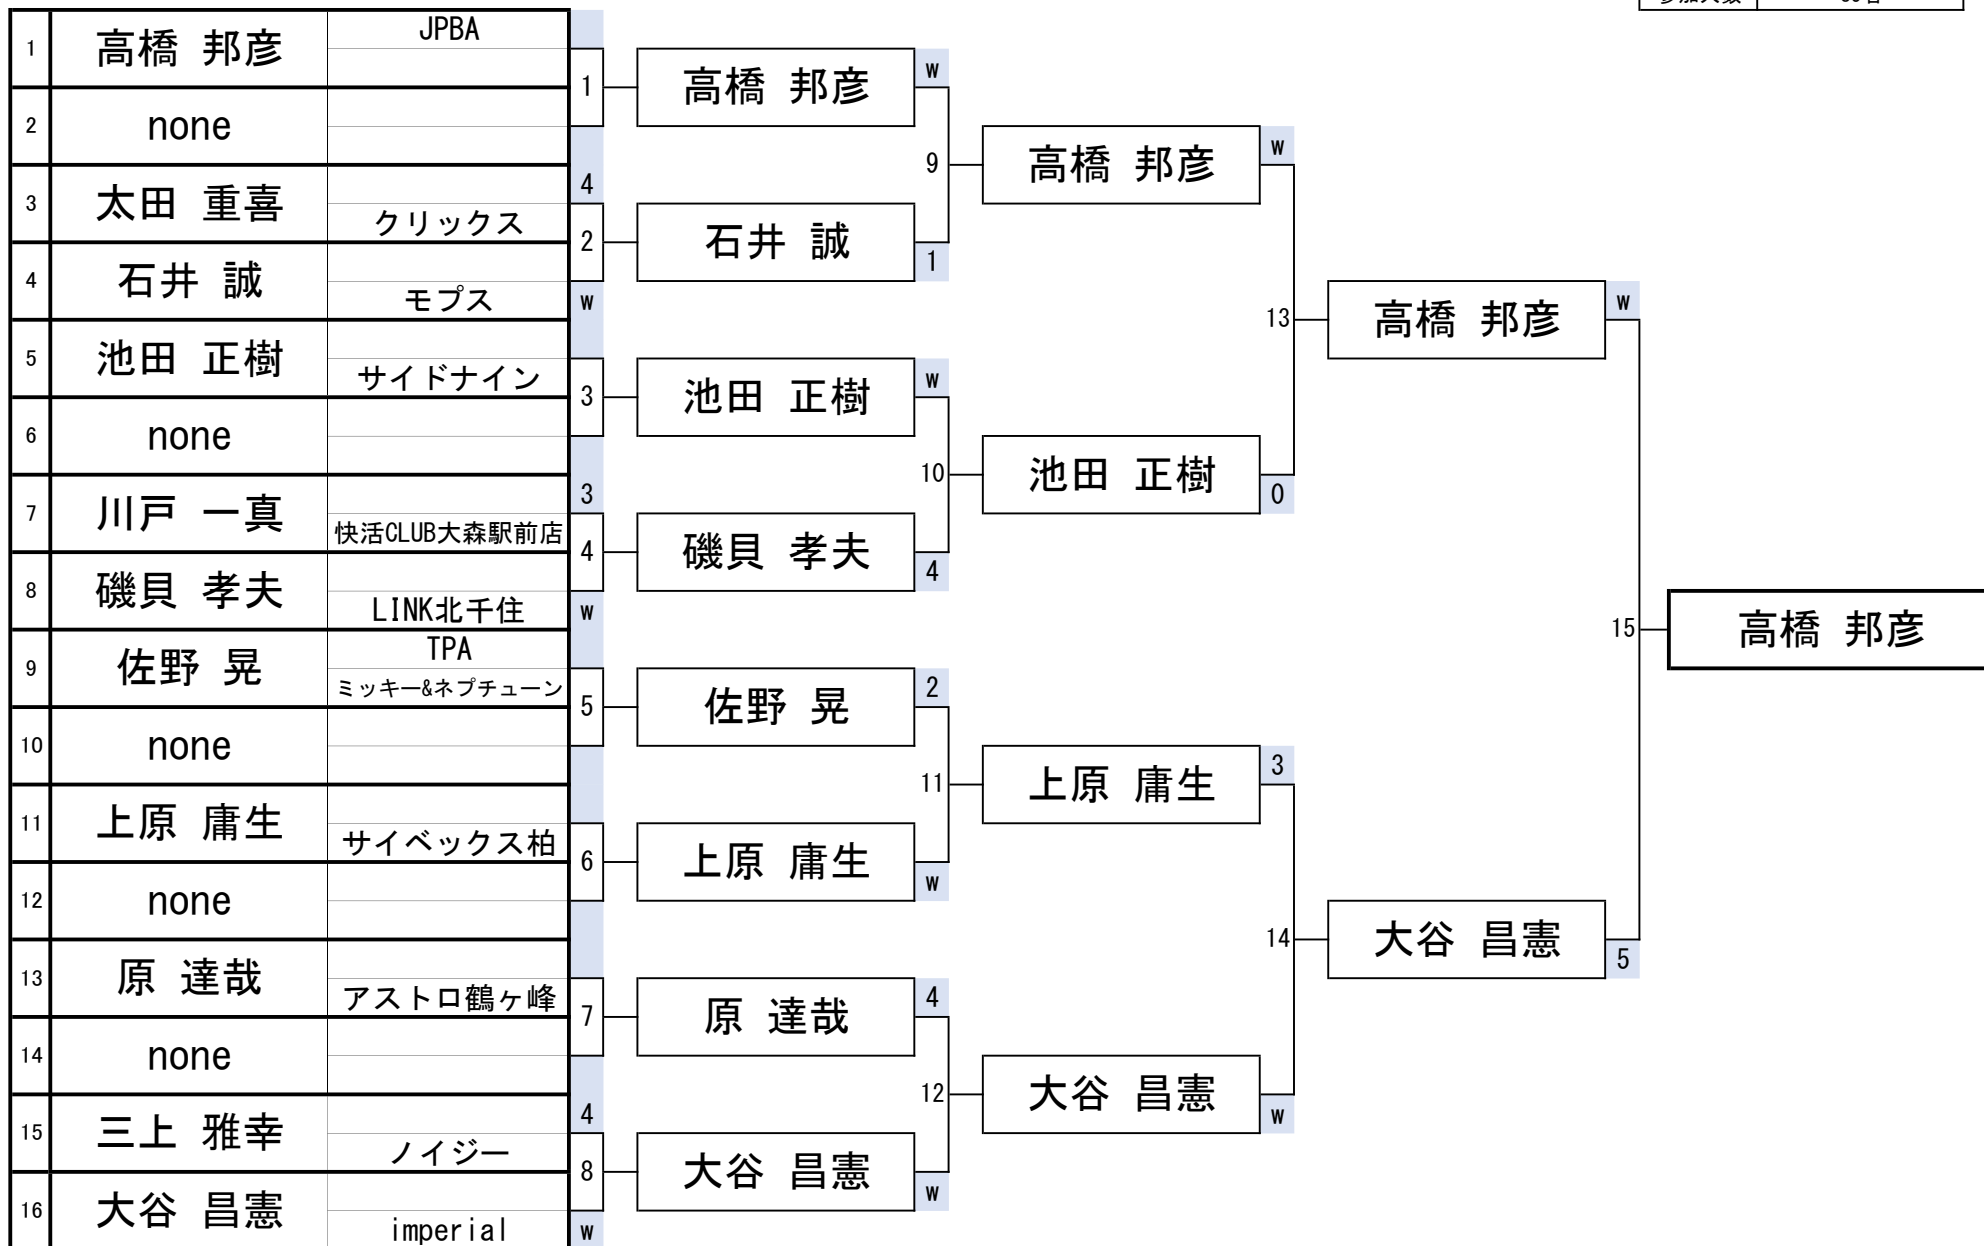 1 高橋 邦彦 JPBA
2 none
3 太田 重喜 クリックス 4
4 石井 誠 モプス W
5 池田 正樹 サイドナイン
6 none
7 川戸 一真 快活CLUB大森駅前店 3
8 磯貝 孝夫 LINK北千住 W
9 佐野 晃 TPA
ミッキー&ネプチューン
10 none
11 上原 庸生 サイベックス柏
12 none
13 原 達哉 アストロ鶴ヶ峰
14 none
15 三上 雅幸 ノイジー 4
16 大谷 昌憲 imperial W
1 高橋 邦彦 W
2 石井 誠 1
3 池田 正樹 W
4 磯貝 孝夫 4
5 佐野 晃 2
6 上原 庸生 W
7 原 達哉 4
8 大谷 昌憲 W
9 高橋 邦彦 W
10 池田 正樹 0
11 上原 庸生 3
12 大谷 昌憲 W
13 高橋 邦彦 W
14 大谷 昌憲 5
15 高橋 邦彦